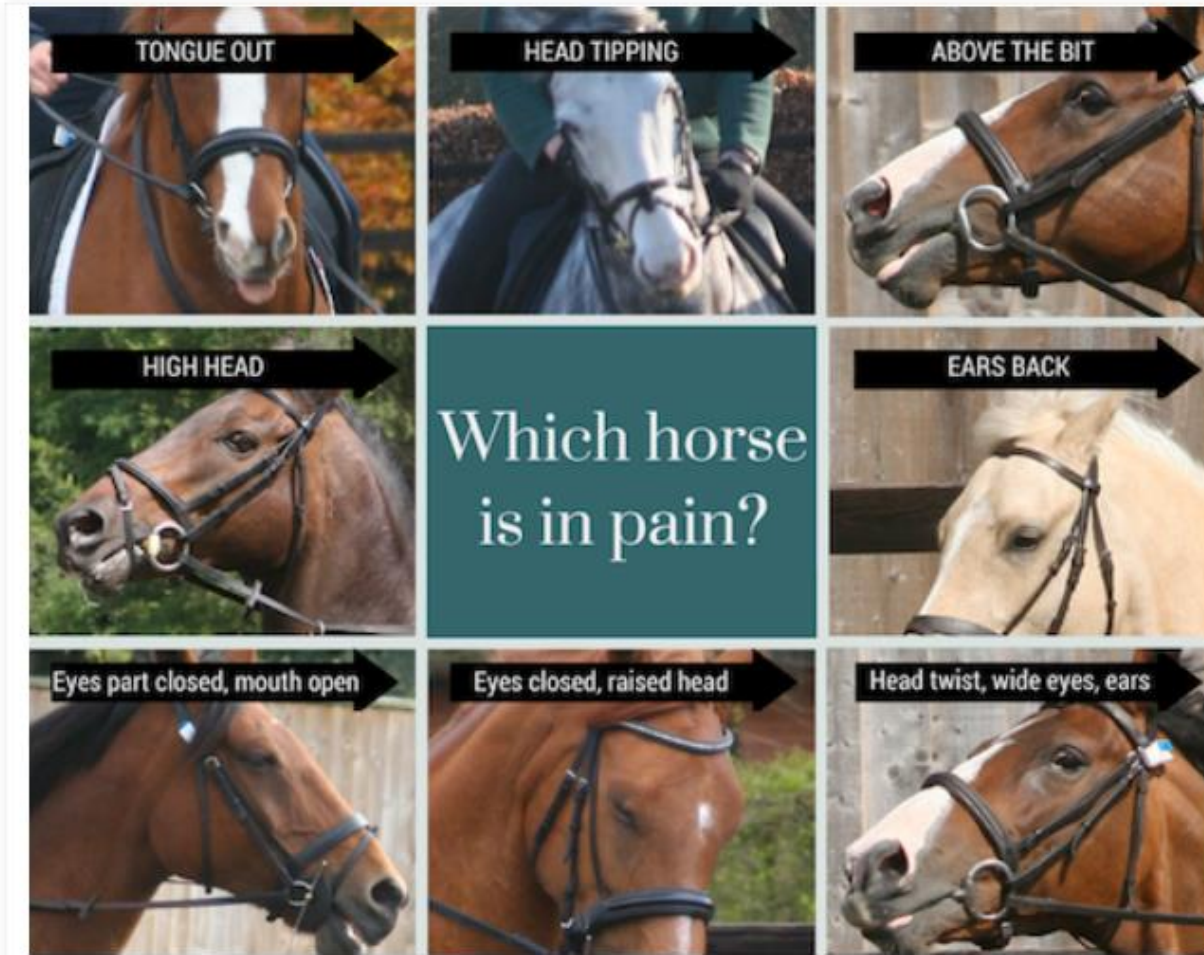 TONGUE OUT
HEAD TIPPING
ABOVE THE BIT
HIGH HEAD
Which horse
is in pain?
EARS BACK
Eyes part closed, mouth open
Eyes closed, raised head
Head twist, wide eyes, ears